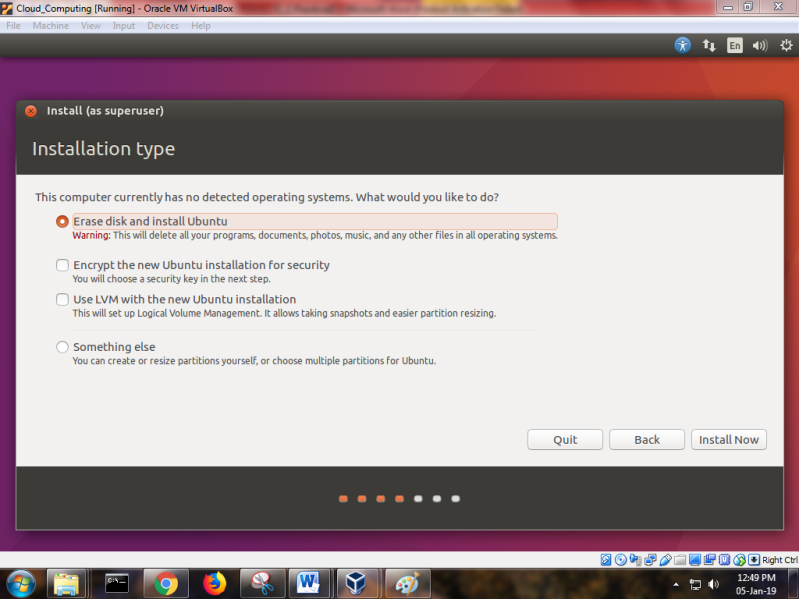 Cloud_Computing [Running] - Oracle VM VirtualBox
File Machine View Input Devices Help
En
Install (as superuser)
Installation type
This computer currently has no detected operating systems. What would you like to do?
Erase disk and install Ubuntu
Warning: This will delete all your programs, documents, photos, music, and any other files in all operating systems.
Encrypt the new Ubuntu installation for security
You will choose a security key in the next step.
Use LVM with the new Ubuntu installation
This will set up Logical Volume Management. It allows taking snapshots and easier partition resizing.
Something else
You can create or resize partitions yourself, or choose multiple partitions for Ubuntu.
Quit Back Install Now
Right Ctrl
12:49 PM
05-Jan-19